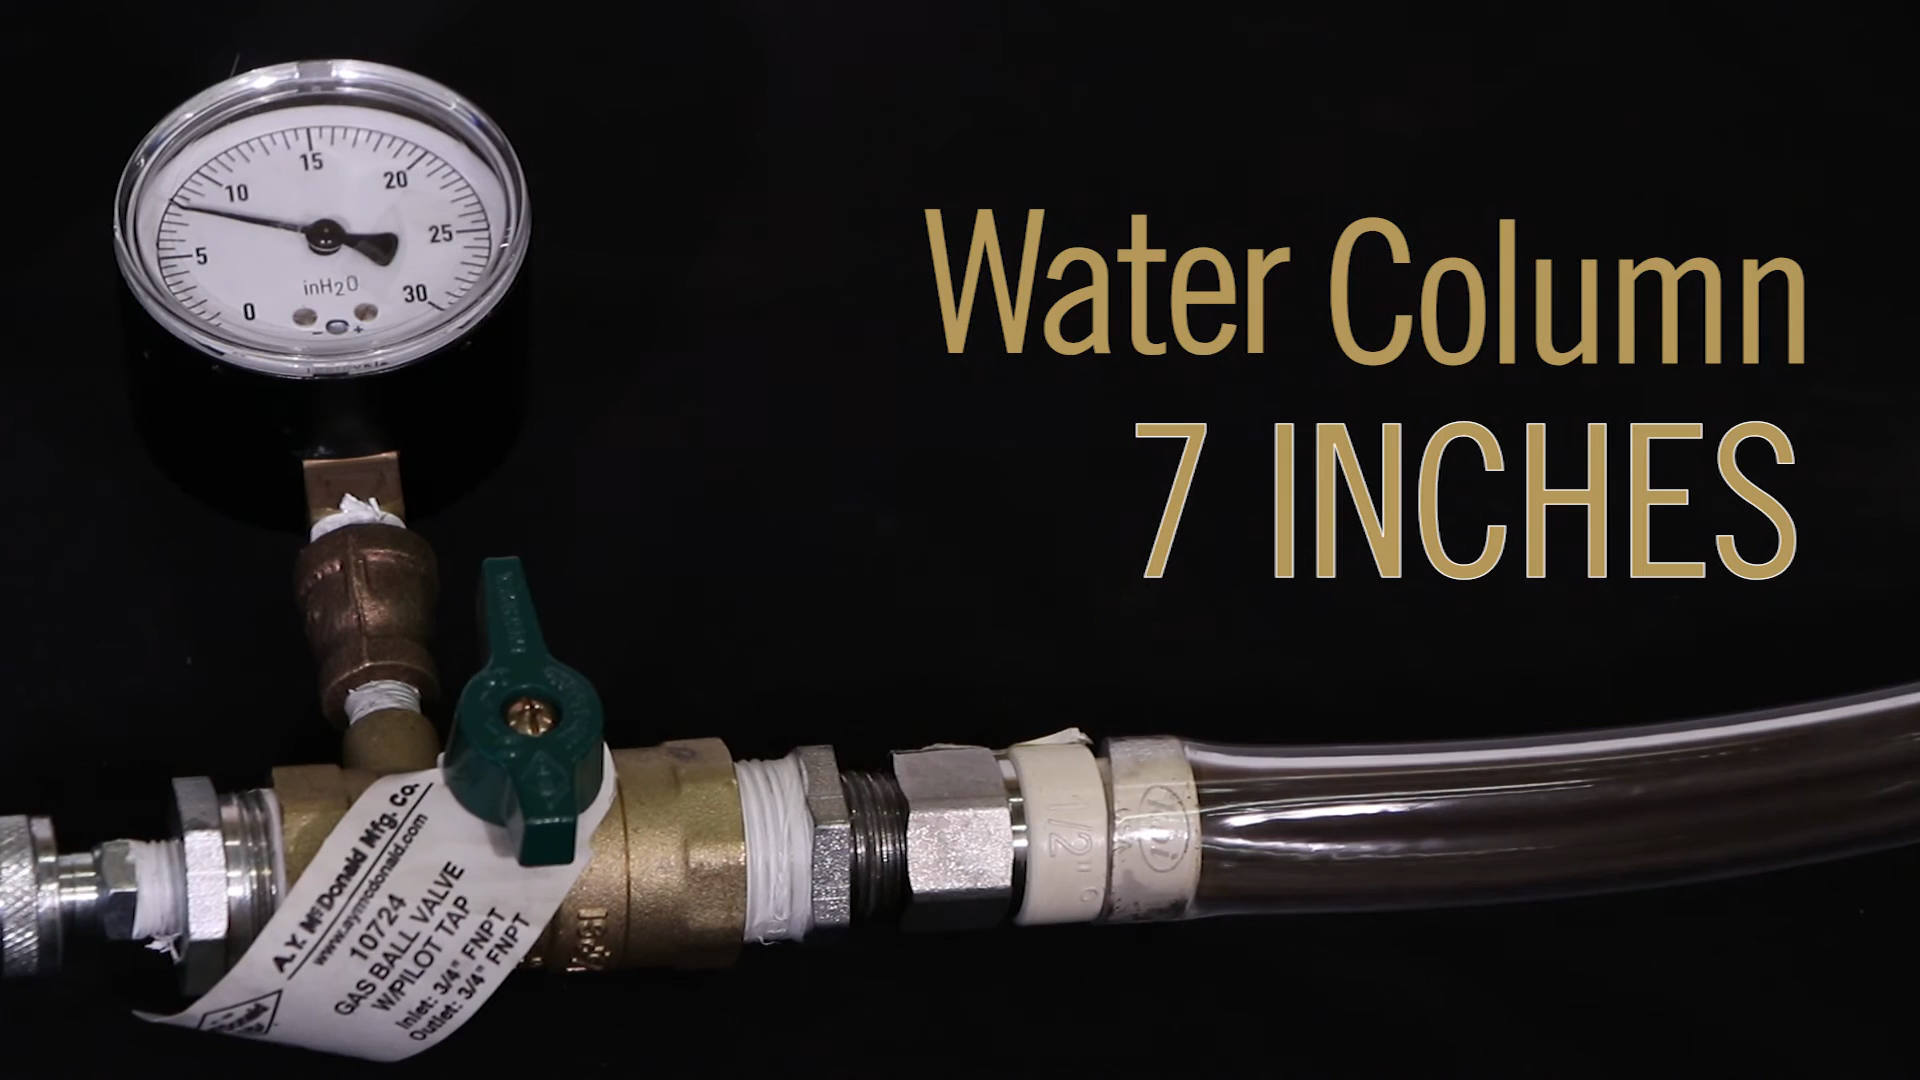 15
10
20
5
25
inH2O
0
30
- +
Water Column
7 INCHES
A.Y. McDonald Mfg. Co.
www.aymcdonald.com
10724
GAS BALL VALVE
W/PILOT TAP
Inlet: 3/4" FNPT
Outlet: 3/4" FNPT
1/2"